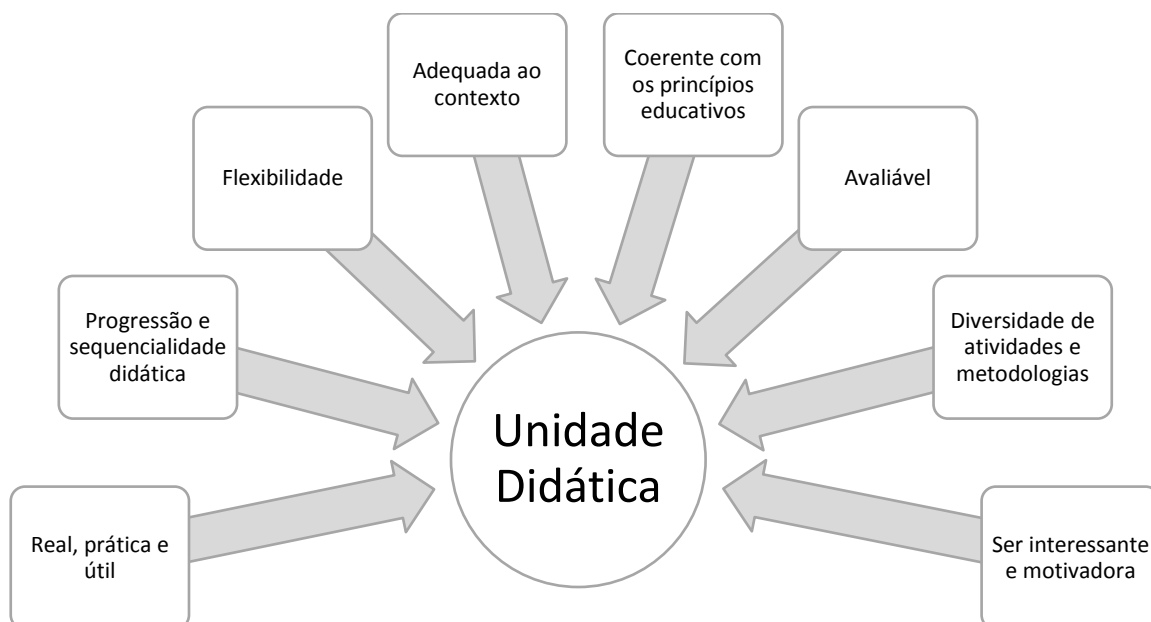 Adequada ao
contexto
Coerente com
os princípios
educativos
Flexibilidade
Avaliável
Progressão e
sequencialidade
didática
Diversidade de
atividades e
metodologias
Unidade
Didática
Real, prática e
útil
Ser interessante
e motivadora